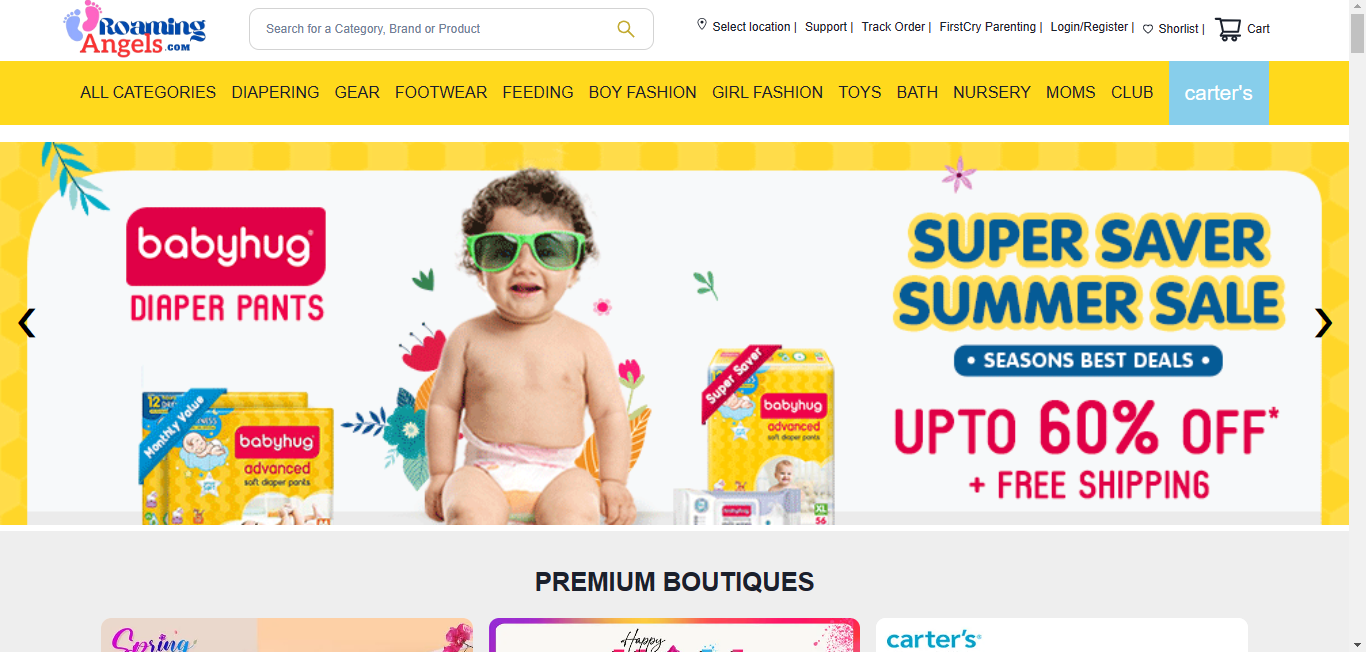 Roaming
Angels.com
Search for a Category, Brand or Product
Select location | Support | Track Order | FirstCry Parenting | Login/Register | Shorlist | Cart
ALL CATEGORIES DIAPERING GEAR FOOTWEAR FEEDING BOY FASHION GIRL FASHION TOYS BATH NURSERY MOMS CLUB carter's
babyhug
DIAPER PANTS
SUPER SAVER
SUMMER SALE
• SEASONS BEST DEALS •
UPTO 60% OFF*
+ FREE SHIPPING
12
Monthly Value
babyhug
advanced
soft diaper pants
M
Super Saver
babyhug
advanced
soft diaper pants
babyhug
XL
56
PREMIUM BOUTIQUES
Spring
Happy
carter's